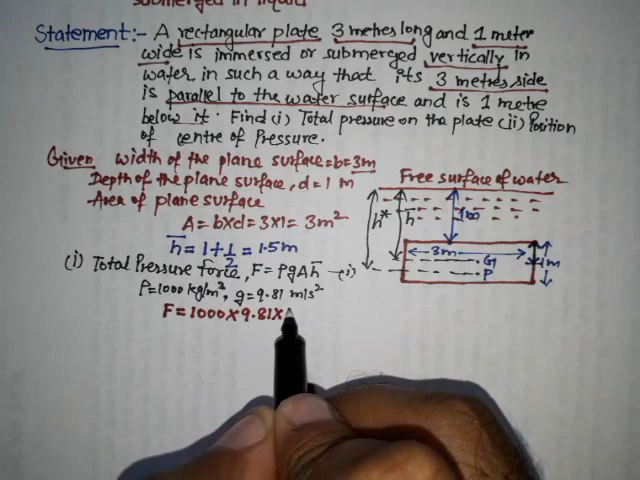 submerged in liquid
Statement:- A rectangular plate 3 metres long and 1 meter
wide is immersed or submerged vertically in
water in such a way that its 3 metres side
is parallel to the water surface and is 1 metre
below it. Find (i) Total pressure on the plate (ii) Position
of centre of Pressure.
Given width of the plane surface = b = 3m
Depth of the plane surface, d = 1 m
Area of plane surface
A = b×d = 3×1 = 3m²
h̄ = 1 + 1/2 = 1.5m
(i) Total Pressure force, F = ρgAh̄ —(i)
ρ = 1000 kg/m³, g = 9.81 m/s²
F = 1000 × 9.81 ×
Free surface of water
h*
h̄
1m
3m
G
P
1m